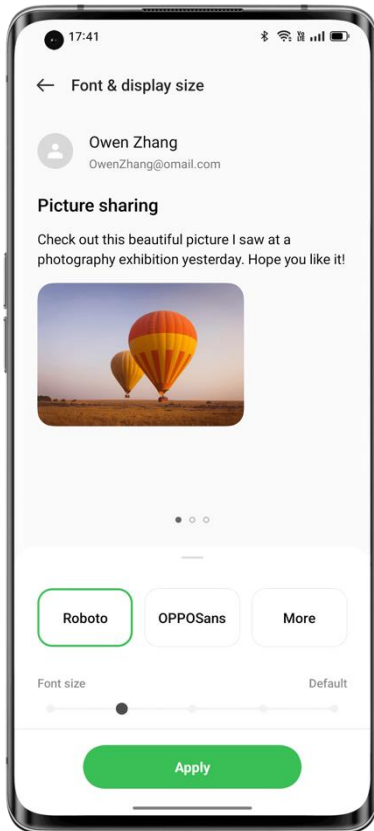 17:41
Font & display size
Owen Zhang
OwenZhang@omail.com
Picture sharing
Check out this beautiful picture I saw at a
photography exhibition yesterday. Hope you like it!
Roboto
OPPOSans
More
Font size
Default
Apply